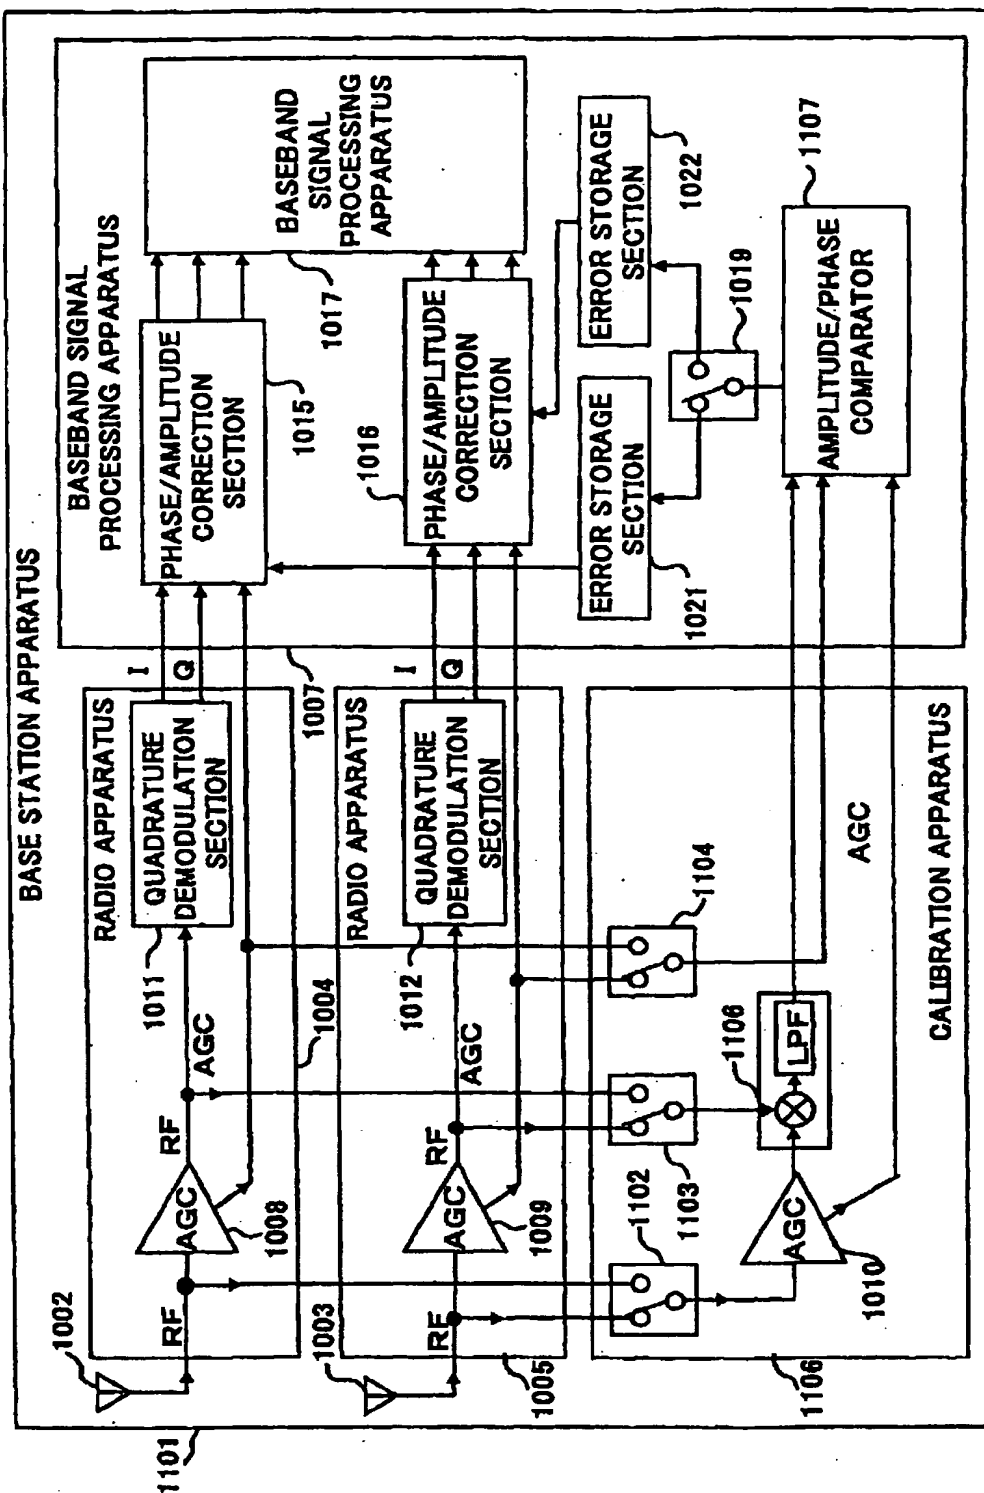 BASE STATION APPARATUS
1101
1002
1003
RADIO APPARATUS
RF
AGC
1008
RF
AGC
1011
QUADRATURE
DEMODULATION
SECTION
1004
I
Q
RADIO APPARATUS
RF
AGC
1009
RF
AGC
1012
QUADRATURE
DEMODULATION
SECTION
1005
I
Q
1007
BASEBAND SIGNAL
PROCESSING APPARATUS
PHASE/AMPLITUDE
CORRECTION
SECTION
1015
1016
PHASE/AMPLITUDE
CORRECTION
SECTION
BASEBAND
SIGNAL
PROCESSING
APPARATUS
1017
ERROR STORAGE
SECTION
1021
ERROR STORAGE
SECTION
1022
1019
AMPLITUDE/PHASE
COMPARATOR
1107
1102
1103
1104
1106
LPF
AGC
1010
AGC
CALIBRATION APPARATUS
1106